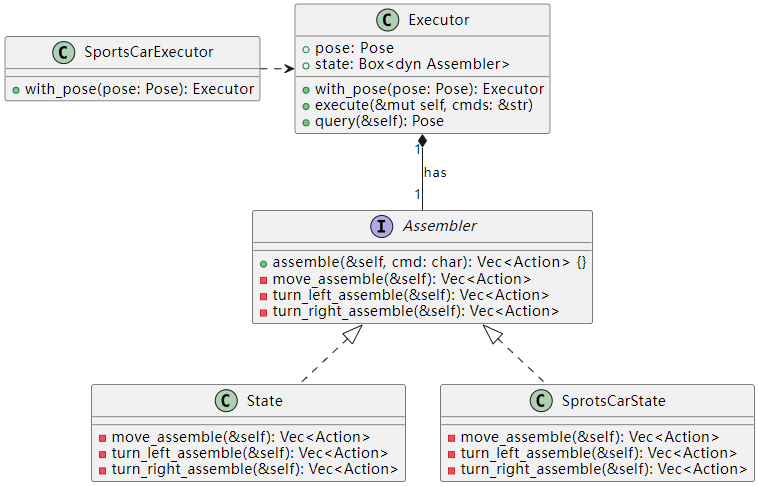 C Executor
pose: Pose
state: Box<dyn Assembler>
with_pose(pose: Pose): Executor
execute(&mut self, cmds: &str)
query(&self): Pose
C SportsCarExecutor
with_pose(pose: Pose): Executor
1
has
1
I Assembler
assemble(&self, cmd: char): Vec<Action> {}
move_assemble(&self): Vec<Action>
turn_left_assemble(&self): Vec<Action>
turn_right_assemble(&self): Vec<Action>
C State
move_assemble(&self): Vec<Action>
turn_left_assemble(&self): Vec<Action>
turn_right_assemble(&self): Vec<Action>
C SprotsCarState
move_assemble(&self): Vec<Action>
turn_left_assemble(&self): Vec<Action>
turn_right_assemble(&self): Vec<Action>